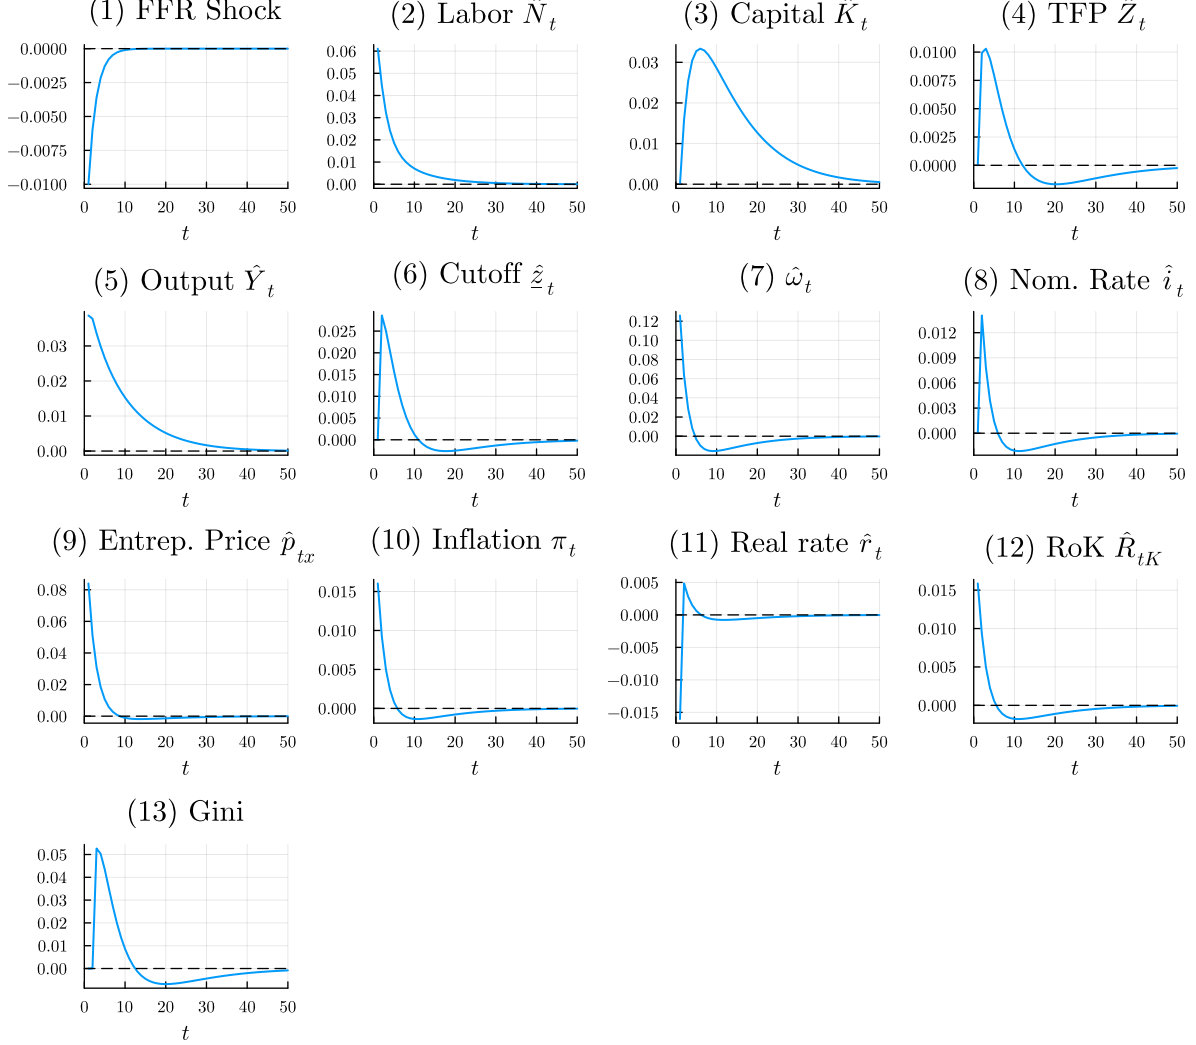 (1) FFR Shock
0.0000
−0.0025
−0.0050
−0.0075
−0.0100
0 10 20 30 40 50
t
(2) Labor N̂_t
0.06
0.05
0.04
0.03
0.02
0.01
0.00
0 10 20 30 40 50
t
(3) Capital K̂_t
0.03
0.02
0.01
0.00
0 10 20 30 40 50
t
(4) TFP Ẑ_t
0.0100
0.0075
0.0050
0.0025
0.0000
0 10 20 30 40 50
t
(5) Output Ŷ_t
0.03
0.02
0.01
0.00
0 10 20 30 40 50
t
(6) Cutoff ẑ̲_t
0.025
0.020
0.015
0.010
0.005
0.000
0 10 20 30 40 50
t
(7) ω̂_t
0.12
0.10
0.08
0.06
0.04
0.02
0.00
0 10 20 30 40 50
t
(8) Nom. Rate î_t
0.012
0.009
0.006
0.003
0.000
0 10 20 30 40 50
t
(9) Entrep. Price p̂_tx
0.08
0.06
0.04
0.02
0.00
0 10 20 30 40 50
t
(10) Inflation π_t
0.015
0.010
0.005
0.000
0 10 20 30 40 50
t
(11) Real rate r̂_t
0.005
0.000
−0.005
−0.010
−0.015
0 10 20 30 40 50
t
(12) RoK R̂_tK
0.015
0.010
0.005
0.000
0 10 20 30 40 50
t
(13) Gini
0.05
0.04
0.03
0.02
0.01
0.00
0 10 20 30 40 50
t